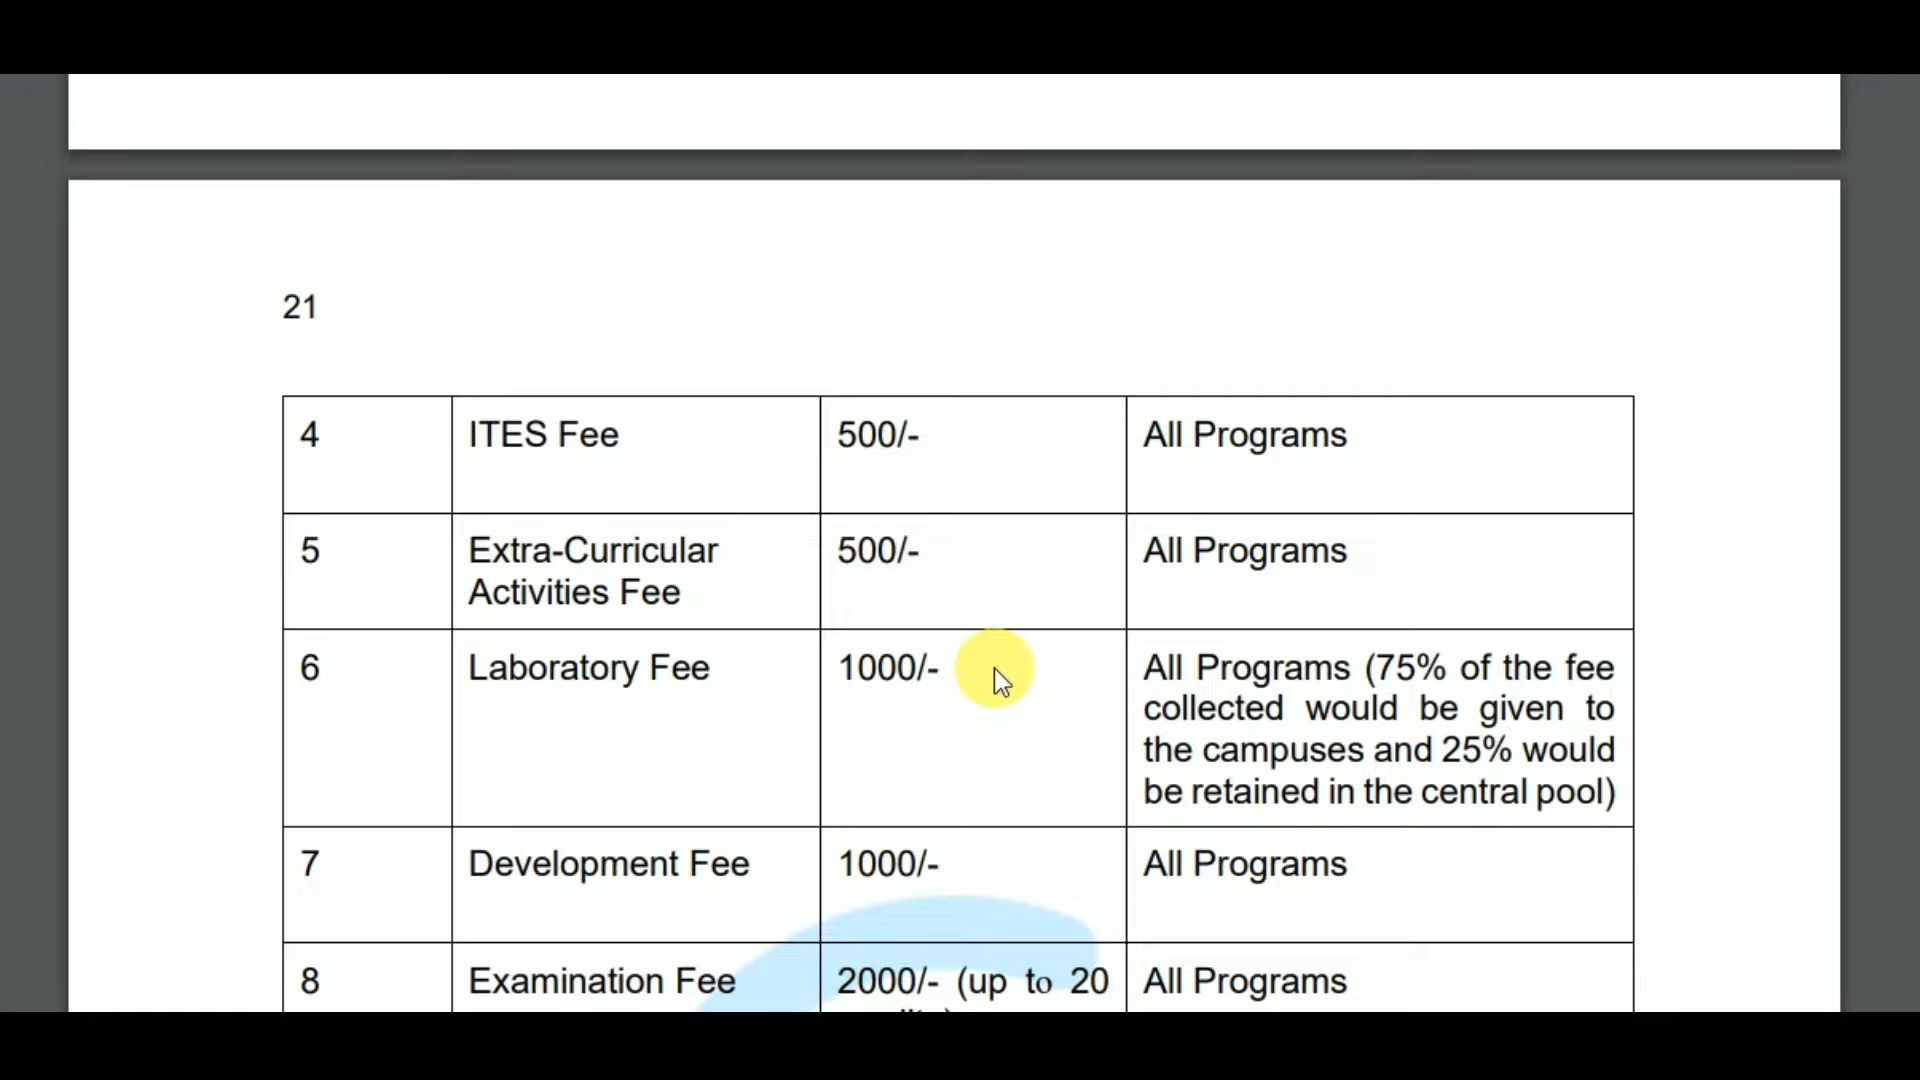 21
4 ITES Fee 500/- All Programs
5 Extra-Curricular 500/- All Programs
Activities Fee
6 Laboratory Fee 1000/- All Programs (75% of the fee
collected would be given to
the campuses and 25% would
be retained in the central pool)
7 Development Fee 1000/- All Programs
8 Examination Fee 2000/- (up to 20 All Programs